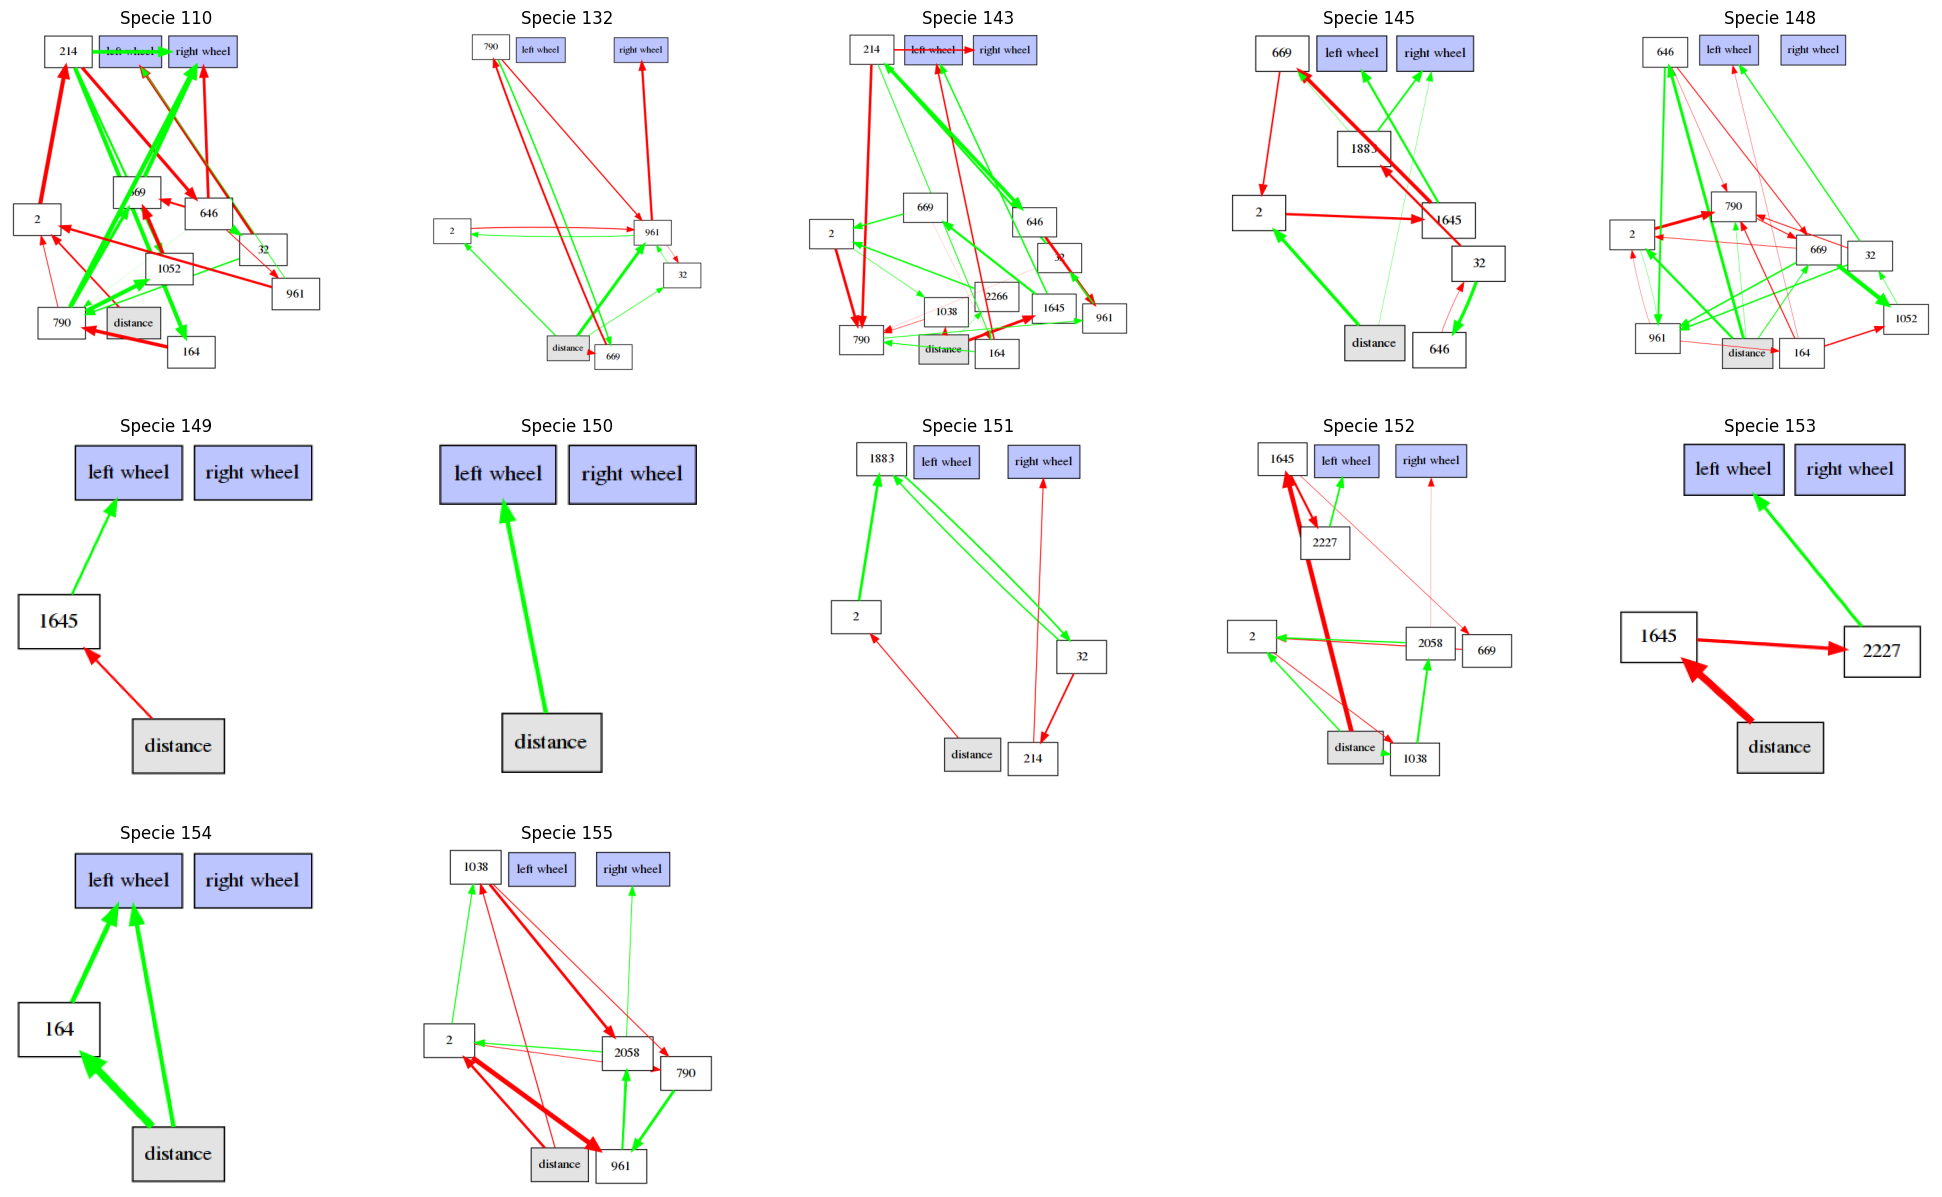 Specie 110
214
left wheel
right wheel
669
2
646
32
1052
961
790
distance
164
Specie 132
790
left wheel
right wheel
2
961
32
distance
669
Specie 143
214
left wheel
right wheel
669
2
646
32
2266
1038
1645
961
790
distance
164
Specie 145
669
left wheel
right wheel
1883
2
1645
32
distance
646
Specie 148
646
left wheel
right wheel
790
2
669
32
1052
961
distance
164
Specie 149
left wheel
right wheel
1645
distance
Specie 150
left wheel
right wheel
distance
Specie 151
1883
left wheel
right wheel
2
32
distance
214
Specie 152
1645
left wheel
right wheel
2227
2
2058
669
distance
1038
Specie 153
left wheel
right wheel
1645
2227
distance
Specie 154
left wheel
right wheel
164
distance
Specie 155
1038
left wheel
right wheel
2
2058
790
distance
961